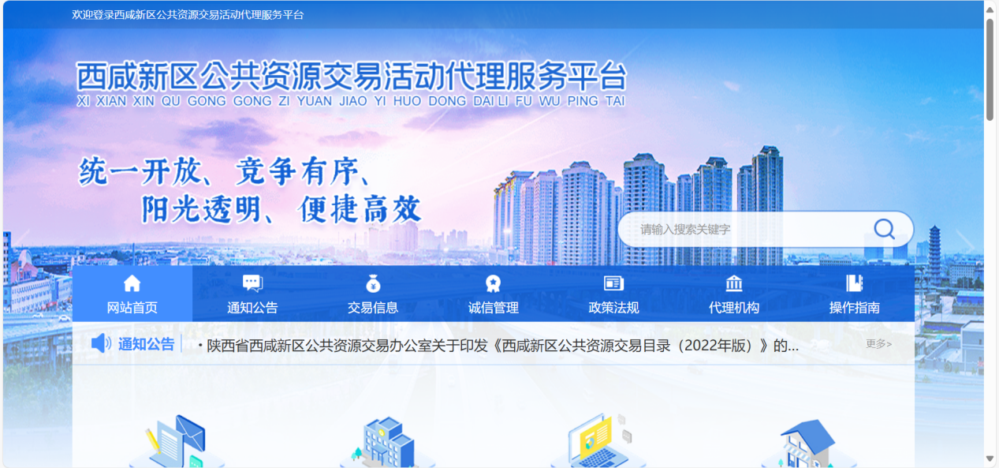 欢迎登录西咸新区公共资源交易活动代理服务平台
西咸新区公共资源交易活动代理服务平台
XI XIAN XIN QU GONG GONG ZI YUAN JIAO YI HUO DONG DAI LI FU WU PING TAI
统一开放、竞争有序、
阳光透明、便捷高效
请输入搜索关键字
网站首页 通知公告 交易信息 诚信管理 政策法规 代理机构 操作指南
通知公告 · 陕西省西咸新区公共资源交易办公室关于印发《西咸新区公共资源交易目录（2022年版）》的... 更多>